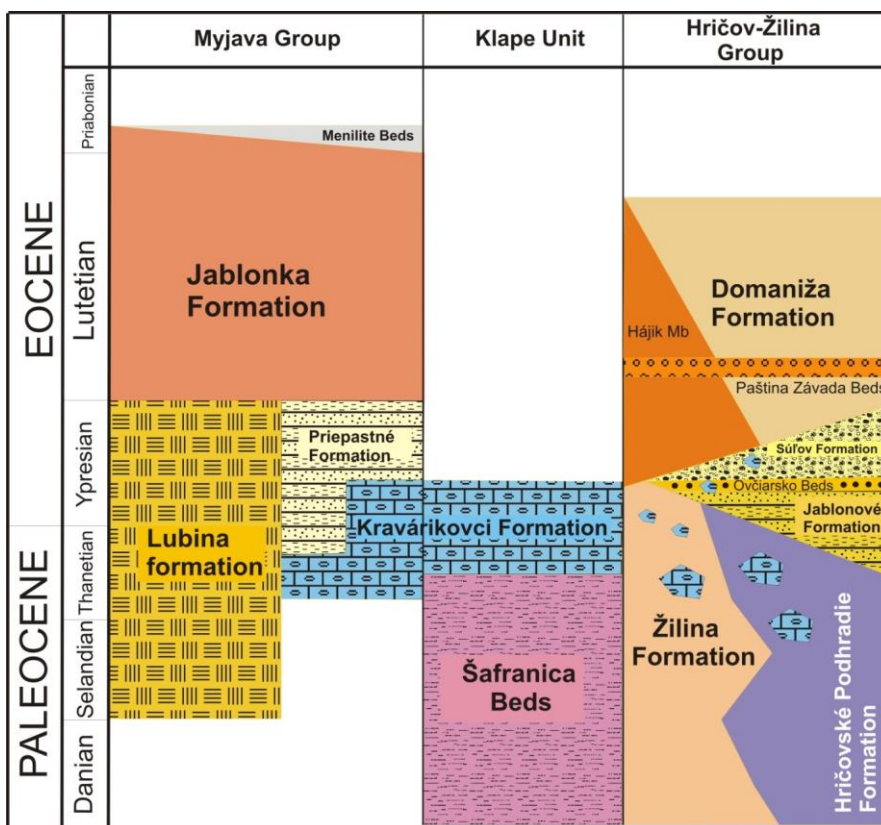 Myjava Group
Klape Unit
Hričov-Žilina
Group
EOCENE
PALEOCENE
Priabonian
Lutetian
Ypresian
Thanetian
Selandian
Danian
Menilite Beds
Jablonka
Formation
Priepastné
Formation
Lubina
formation
Kravárikovci Formation
Šafranica
Beds
Domaniža
Formation
Hájik Mb
Paština Závada Beds
Súľov Formation
Ovčiarsko Beds
Jablonové
Formation
Žilina
Formation
Hričovské Podhradie
Formation